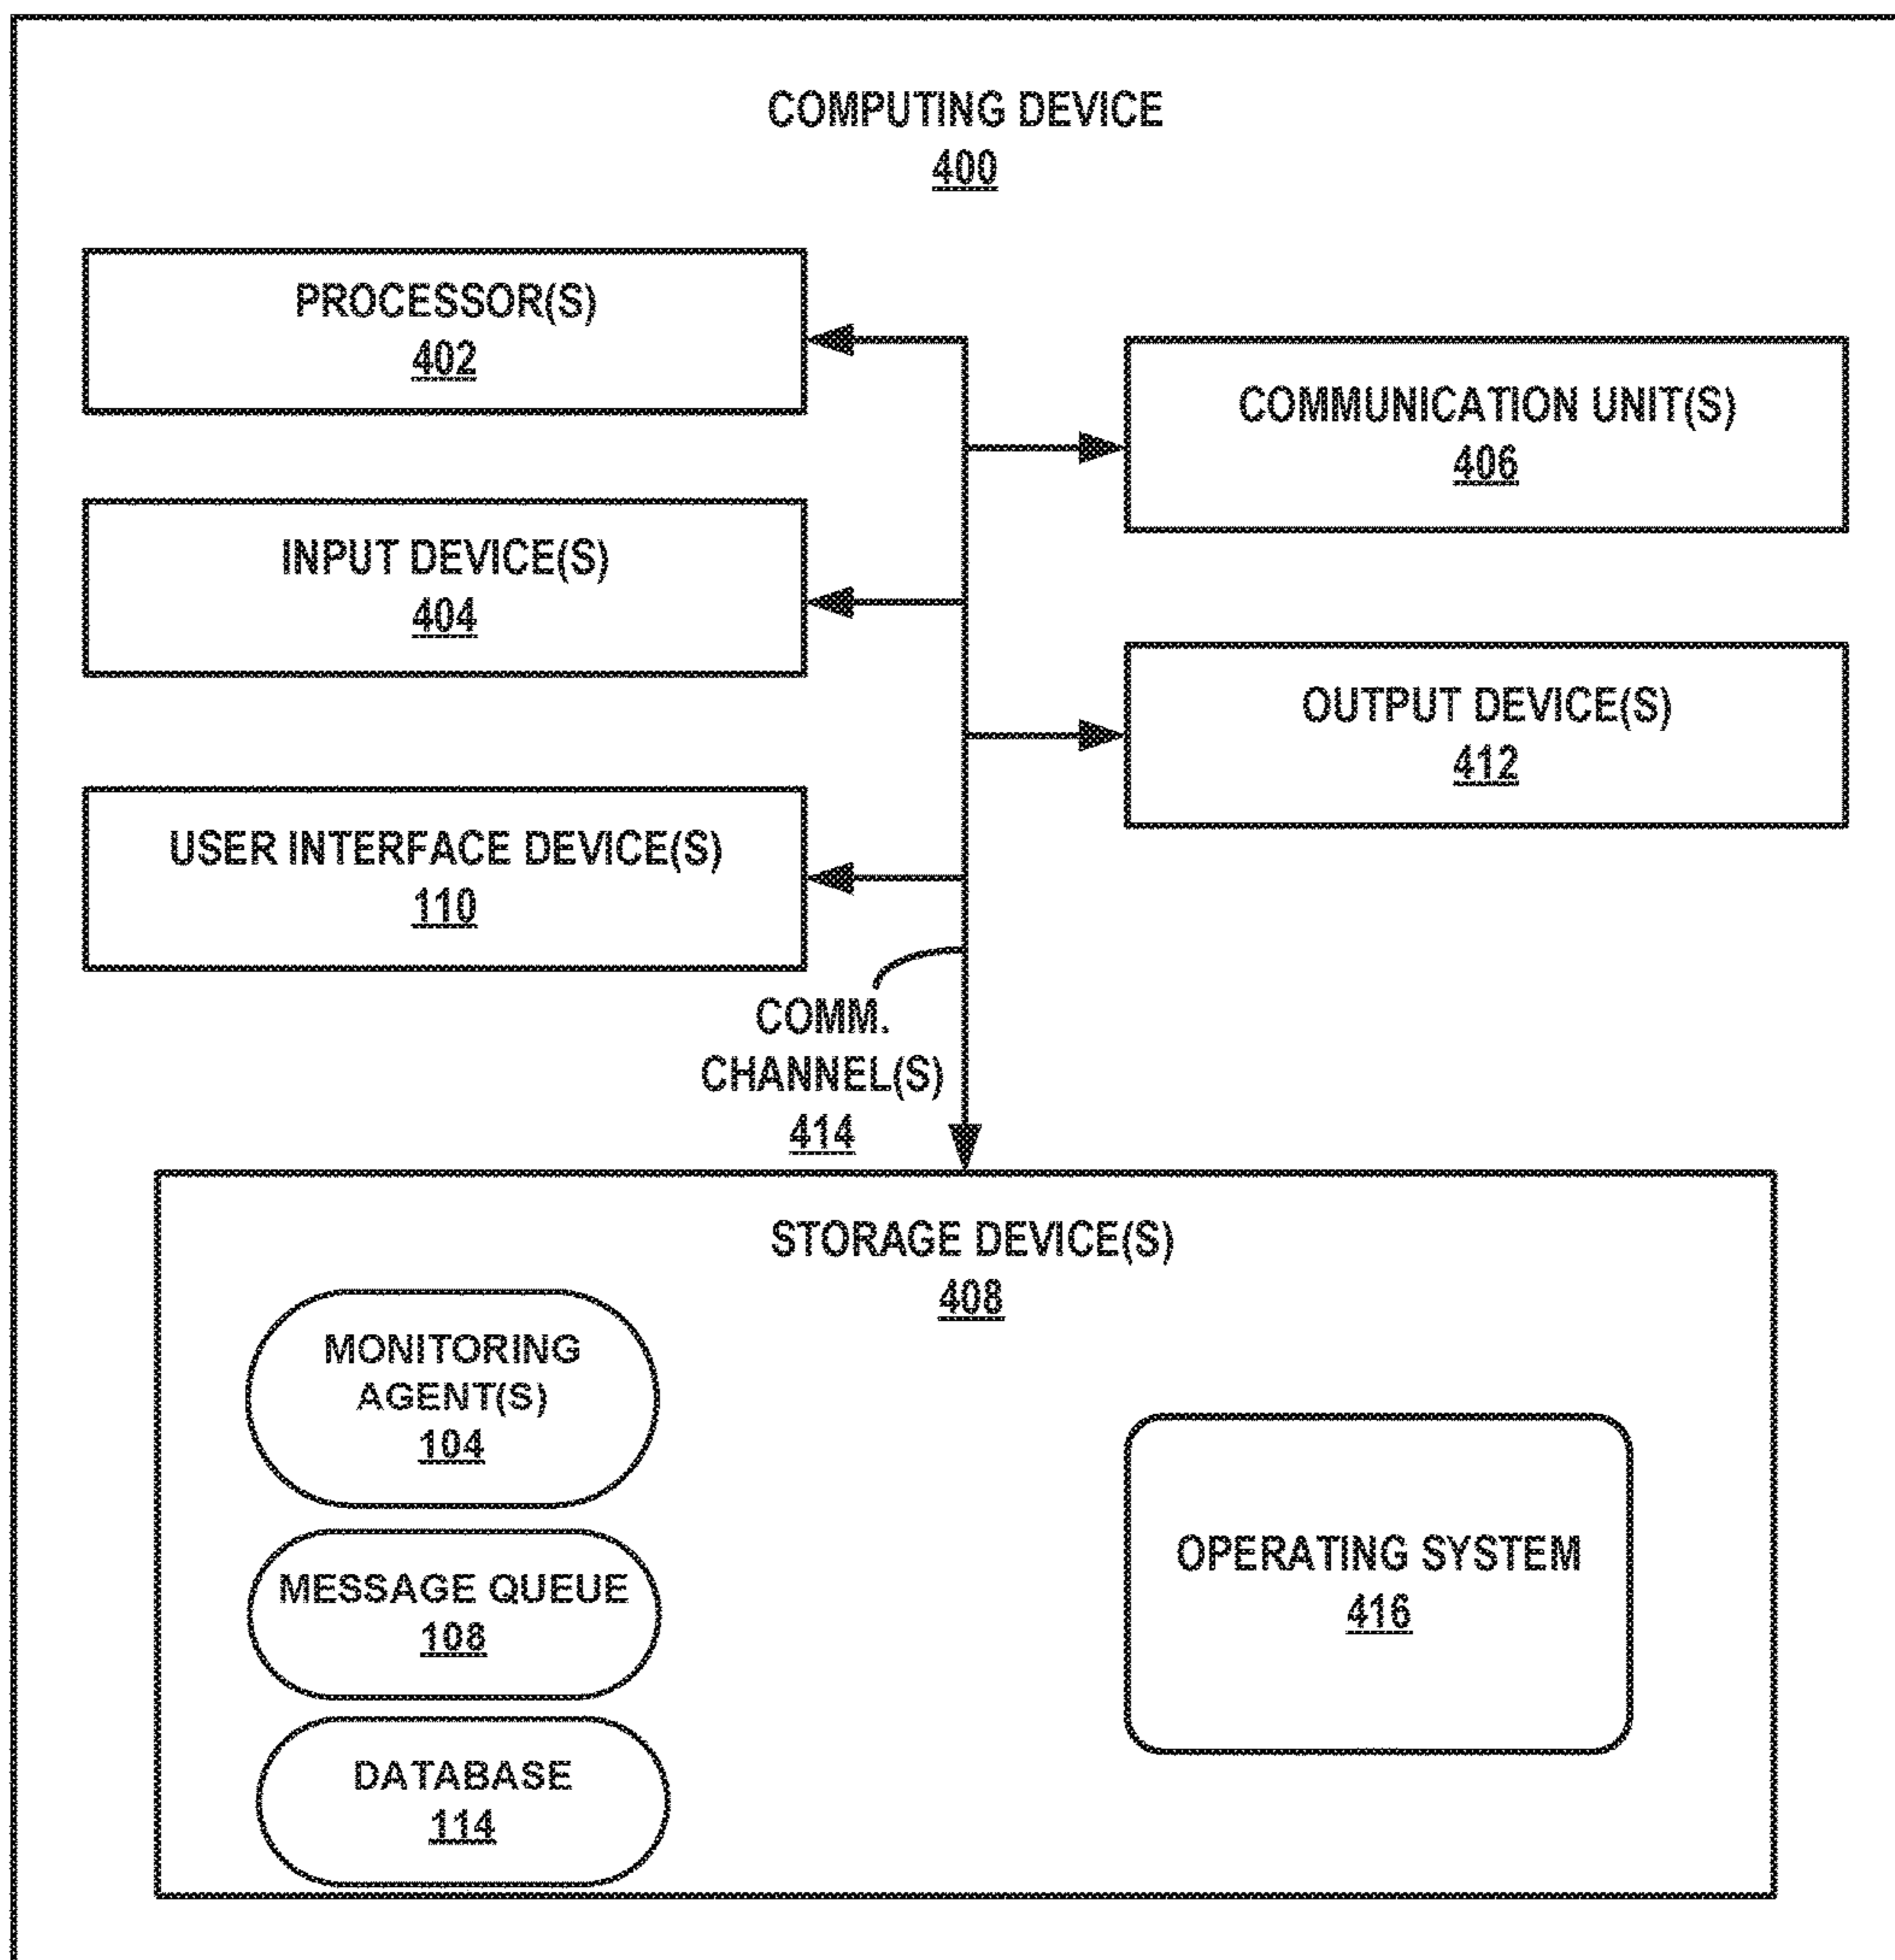 COMPUTING DEVICE
400
PROCESSOR(S)
402
COMMUNICATION UNIT(S)
406
INPUT DEVICE(S)
404
OUTPUT DEVICE(S)
412
USER INTERFACE DEVICE(S)
110
COMM.
CHANNEL(S)
414
STORAGE DEVICE(S)
408
MONITORING
AGENT(S)
104
MESSAGE QUEUE
108
DATABASE
114
OPERATING SYSTEM
416